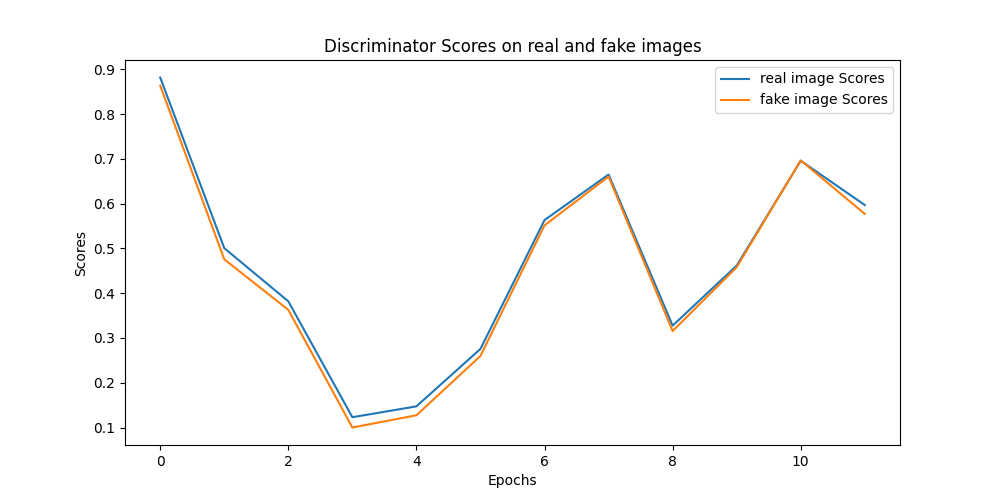 Discriminator Scores on real and fake images
real image Scores
fake image Scores
Scores
0.9
0.8
0.7
0.6
0.5
0.4
0.3
0.2
0.1
0 2 4 6 8 10
Epochs